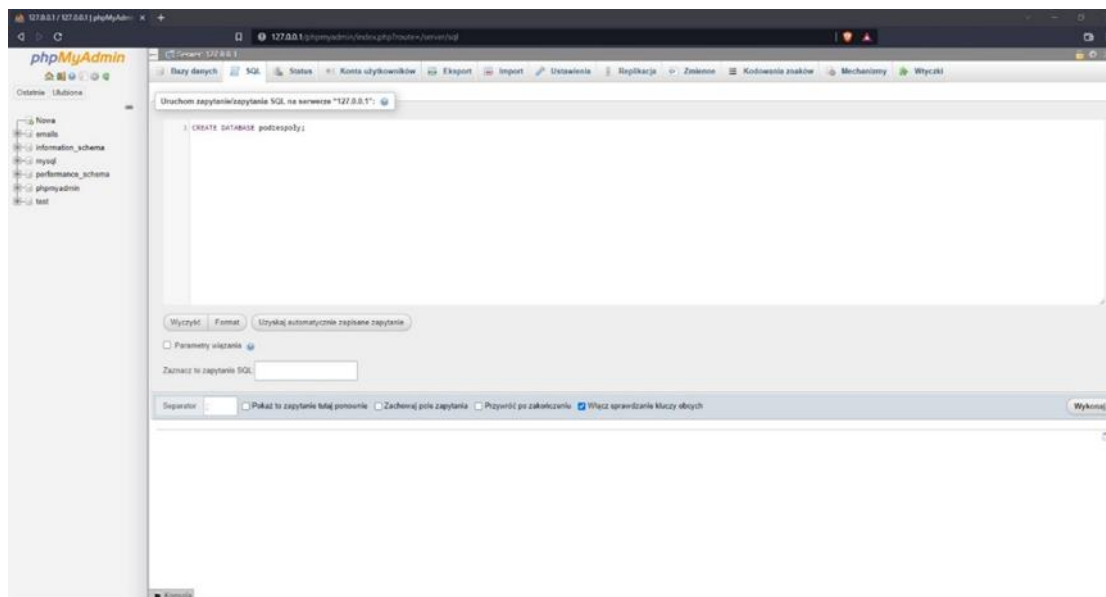 127.0.0.1 / 127.0.0.1 | phpMyAdmi
127.0.0.1/phpmyadmin/index.php?route=/server/sql
phpMyAdmin
Ostatnie Ulubione
Nowa
emails
information_schema
mysql
performance_schema
phpmyadmin
test
Serwer: 127.0.0.1
Bazy danych SQL Status Konta użytkowników Eksport Import Ustawienia Replikacja Zmienne Kodowania znaków Mechanizmy Wtyczki
Uruchom zapytanie/zapytania SQL na serwerze "127.0.0.1":
1 CREATE DATABASE podzespoly;
Wyczyść Format Uzyskaj automatycznie zapisane zapytanie
Parametry wiązania
Zaznacz to zapytanie SQL:
Separator ; Pokaż to zapytanie tutaj ponownie Zachowaj pole zapytania Przywróć po zakończeniu Włącz sprawdzanie kluczy obcych Wykonaj
Konsola